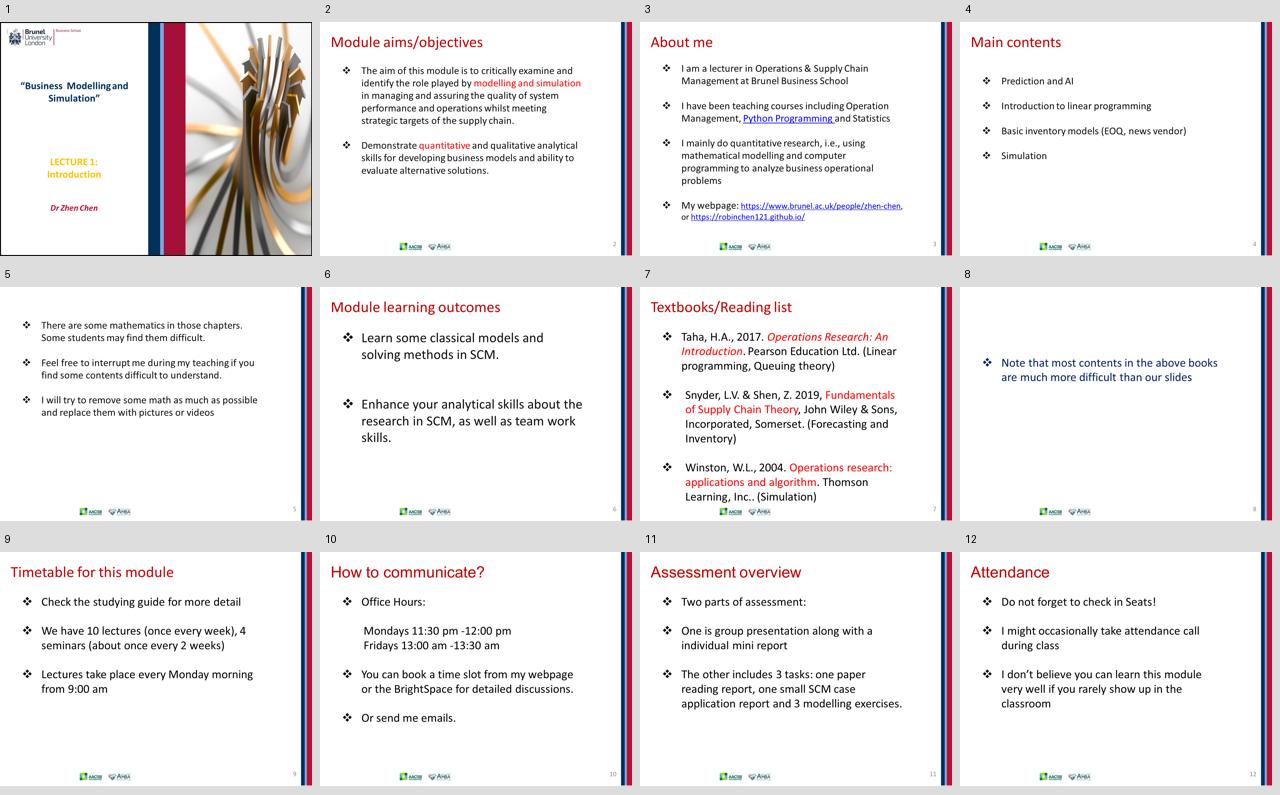 1
Brunel
University
London
Business School
“Business Modelling and
Simulation”
LECTURE 1:
Introduction
Dr Zhen Chen
2
Module aims/objectives
❖ The aim of this module is to critically examine and
identify the role played by modelling and simulation
in managing and assuring the quality of system
performance and operations whilst meeting
strategic targets of the supply chain.
❖ Demonstrate quantitative and qualitative analytical
skills for developing business models and ability to
evaluate alternative solutions.
AACSB AMBA
2
3
About me
❖ I am a lecturer in Operations & Supply Chain
Management at Brunel Business School
❖ I have been teaching courses including Operation
Management, Python Programming and Statistics
❖ I mainly do quantitative research, i.e., using
mathematical modelling and computer
programming to analyze business operational
problems
❖ My webpage: https://www.brunel.ac.uk/people/zhen-chen,
or https://robinchen121.github.io/
AACSB AMBA
3
4
Main contents
❖ Prediction and AI
❖ Introduction to linear programming
❖ Basic inventory models (EOQ, news vendor)
❖ Simulation
AACSB AMBA
4
5
❖ There are some mathematics in those chapters.
Some students may find them difficult.
❖ Feel free to interrupt me during my teaching if you
find some contents difficult to understand.
❖ I will try to remove some math as much as possible
and replace them with pictures or videos
AACSB AMBA
5
6
Module learning outcomes
❖ Learn some classical models and
solving methods in SCM.
❖ Enhance your analytical skills about the
research in SCM, as well as team work
skills.
AACSB AMBA
6
7
Textbooks/Reading list
❖ Taha, H.A., 2017. Operations Research: An
Introduction. Pearson Education Ltd. (Linear
programming, Queuing theory)
❖ Snyder, L.V. & Shen, Z. 2019, Fundamentals
of Supply Chain Theory, John Wiley & Sons,
Incorporated, Somerset. (Forecasting and
Inventory)
❖ Winston, W.L., 2004. Operations research:
applications and algorithm. Thomson
Learning, Inc.. (Simulation)
AACSB AMBA
7
8
❖ Note that most contents in the above books
are much more difficult than our slides
AACSB AMBA
8
9
Timetable for this module
❖ Check the studying guide for more detail
❖ We have 10 lectures (once every week), 4
seminars (about once every 2 weeks)
❖ Lectures take place every Monday morning
from 9:00 am
AACSB AMBA
9
10
How to communicate?
❖ Office Hours:
Mondays 11:30 pm -12:00 pm
Fridays 13:00 am -13:30 am
❖ You can book a time slot from my webpage
or the BrightSpace for detailed discussions.
❖ Or send me emails.
AACSB AMBA
10
11
Assessment overview
❖ Two parts of assessment:
❖ One is group presentation along with a
individual mini report
❖ The other includes 3 tasks: one paper
reading report, one small SCM case
application report and 3 modelling exercises.
AACSB AMBA
11
12
Attendance
❖ Do not forget to check in Seats!
❖ I might occasionally take attendance call
during class
❖ I don’t believe you can learn this module
very well if you rarely show up in the
classroom
AACSB AMBA
12